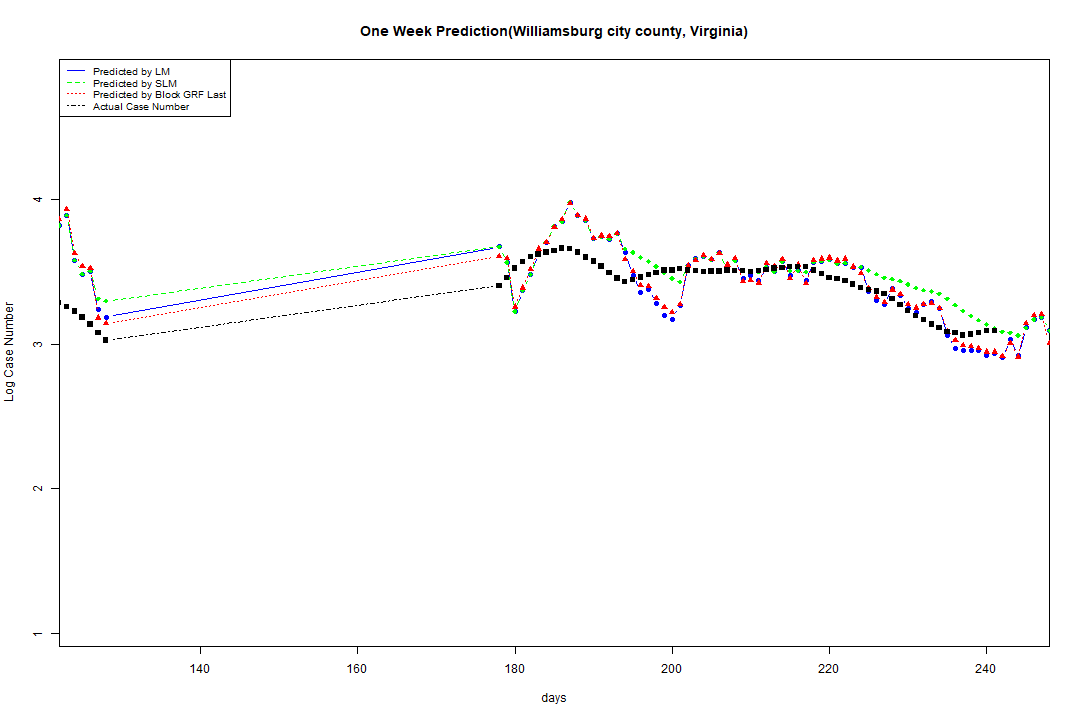 One Week Prediction(Williamsburg city county, Virginia)
Predicted by LM
Predicted by SLM
Predicted by Block GRF Last
Actual Case Number
Log Case Number
4
3
2
1
140 160 180 200 220 240
days